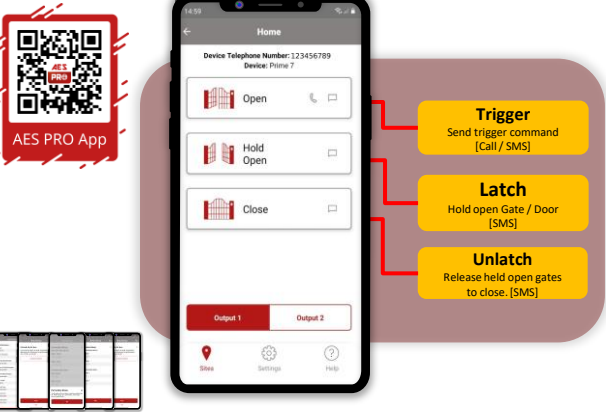 AES
PRO
AES PRO App
14:59
Home
Device Telephone Number: 123456789
Device: Prime 7
Open
Hold
Open
Close
Output 1
Output 2
Sites
Settings
Help
Trigger
Send trigger command
[Call / SMS]
Latch
Hold open Gate / Door
[SMS]
Unlatch
Release held open gates
to close. [SMS]